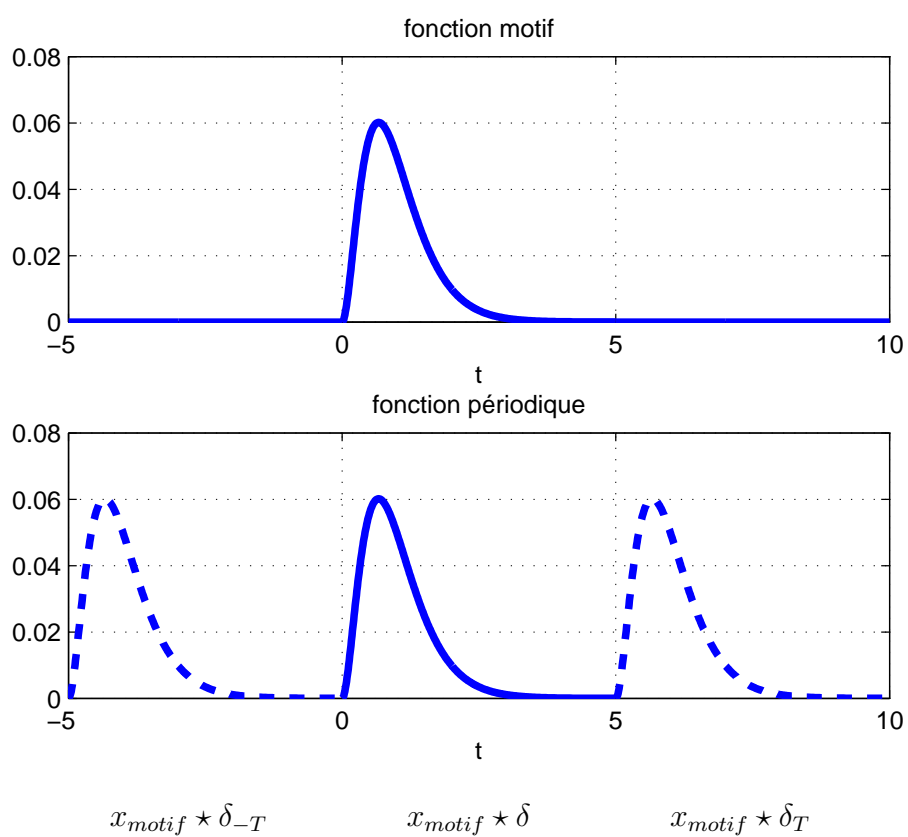 fonction motif
0.08
0.06
0.04
0.02
0
−5 0 5 10
t
fonction périodique
0.08
0.06
0.04
0.02
0
−5 0 5 10
t
x_{motif} ⋆ δ_{−T} x_{motif} ⋆ δ x_{motif} ⋆ δ_T